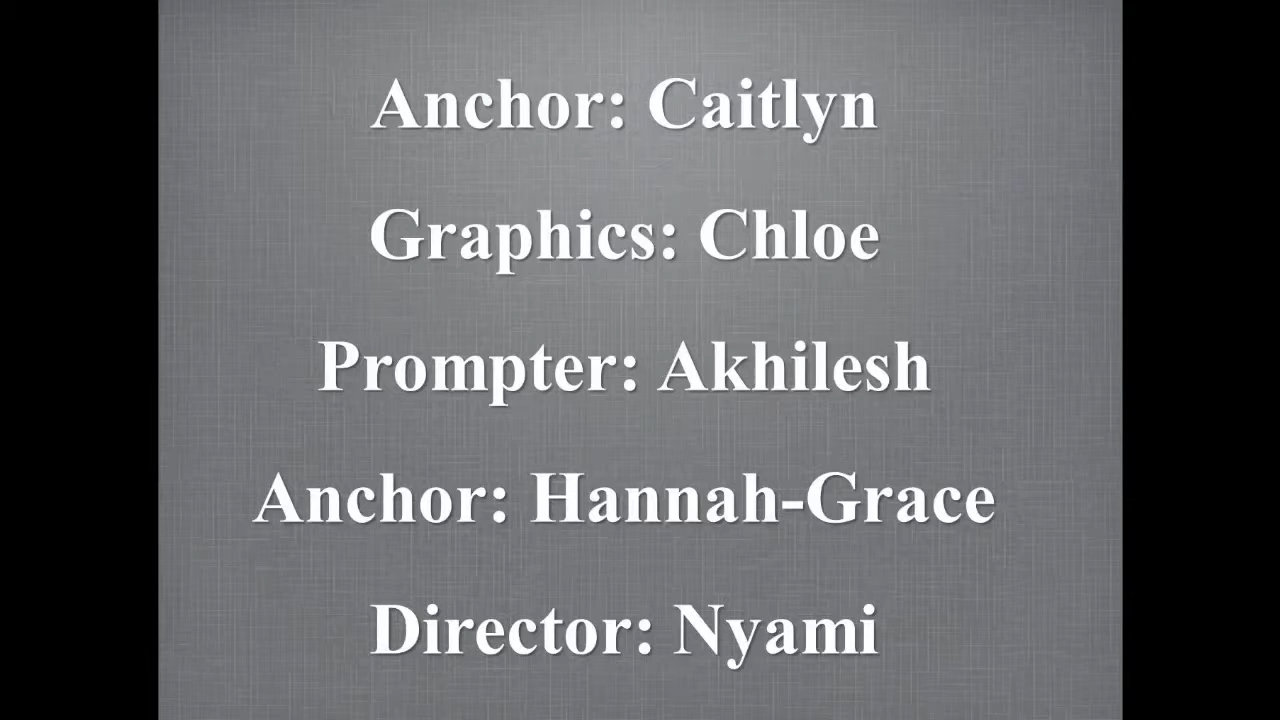 Anchor: Caitlyn
Graphics: Chloe
Prompter: Akhilesh
Anchor: Hannah-Grace
Director: Nyami